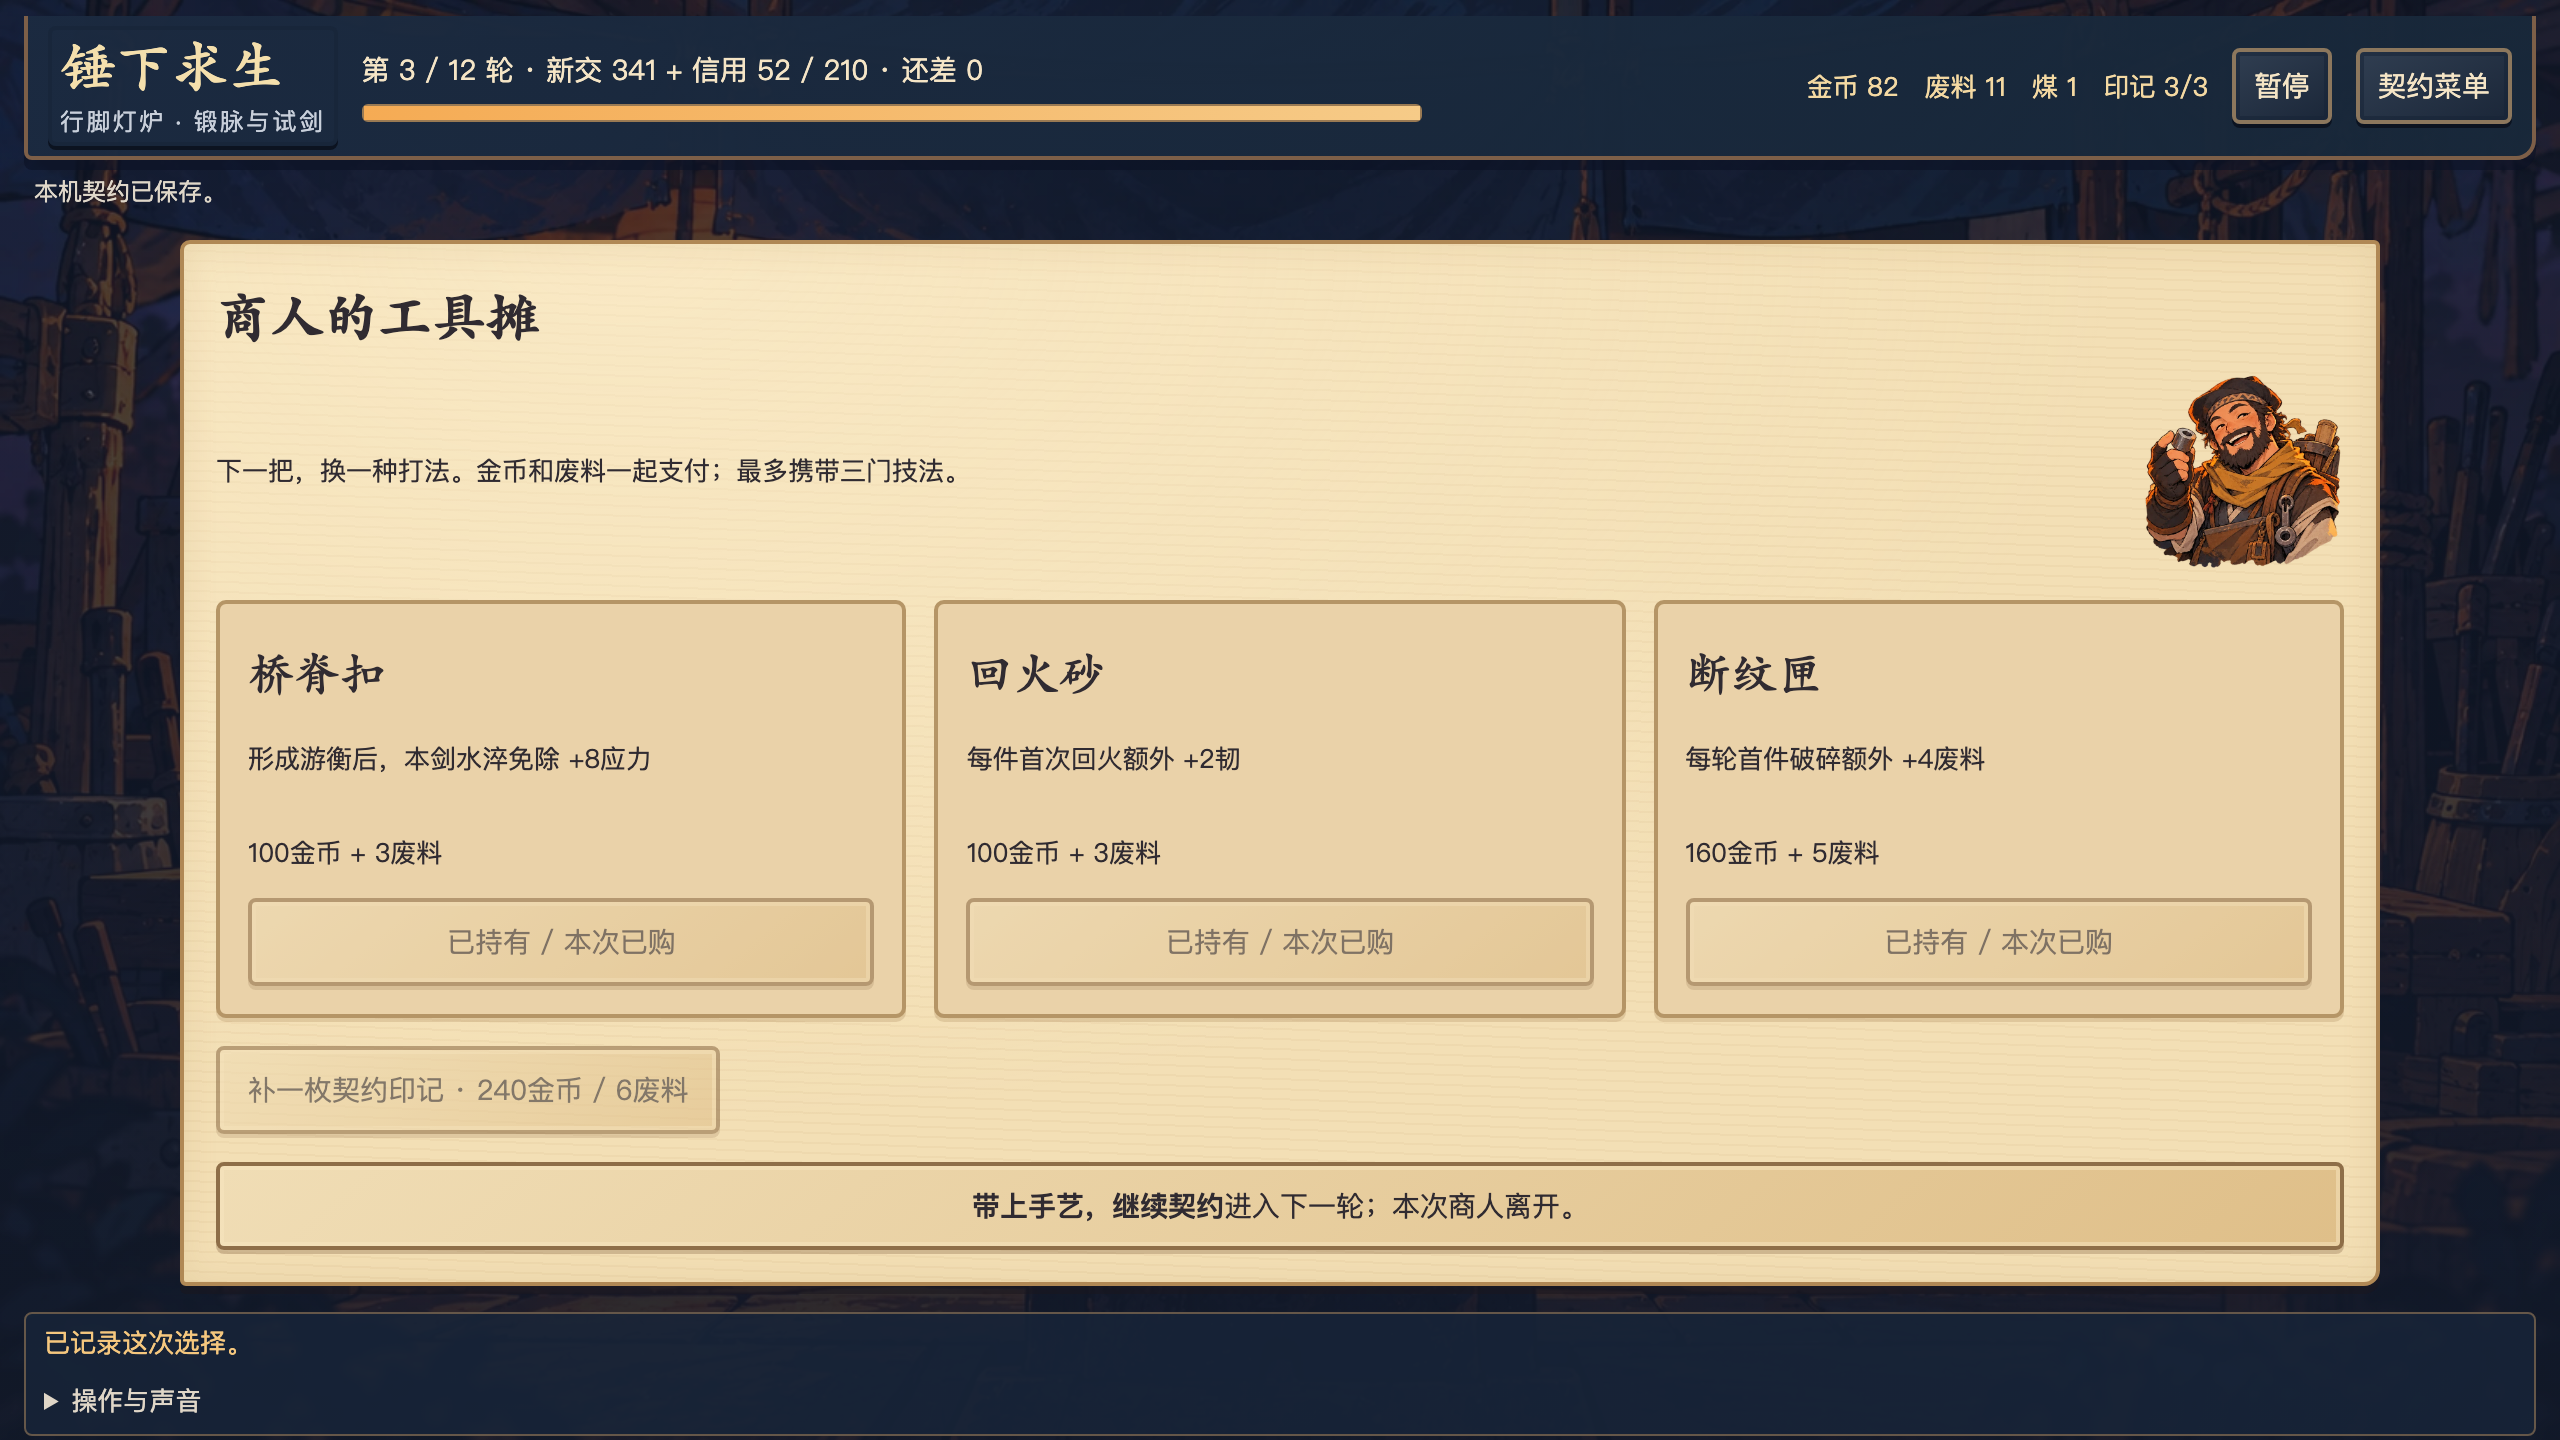 锤下求生
行脚灯炉 · 锻脉与试剑
第 3 / 12 轮 · 新交 341 + 信用 52 / 210 · 还差 0
金币 82 废料 11 煤 1 印记 3/3
暂停
契约菜单
本机契约已保存。
商人的工具摊
下一把，换一种打法。金币和废料一起支付；最多携带三门技法。
桥脊扣
形成游衡后，本剑水淬免除 +8应力
100金币 + 3废料
已持有 / 本次已购
回火砂
每件首次回火额外 +2韧
100金币 + 3废料
已持有 / 本次已购
断纹匣
每轮首件破碎额外 +4废料
160金币 + 5废料
已持有 / 本次已购
补一枚契约印记 · 240金币 / 6废料
带上手艺，继续契约进入下一轮；本次商人离开。
已记录这次选择。
▶ 操作与声音